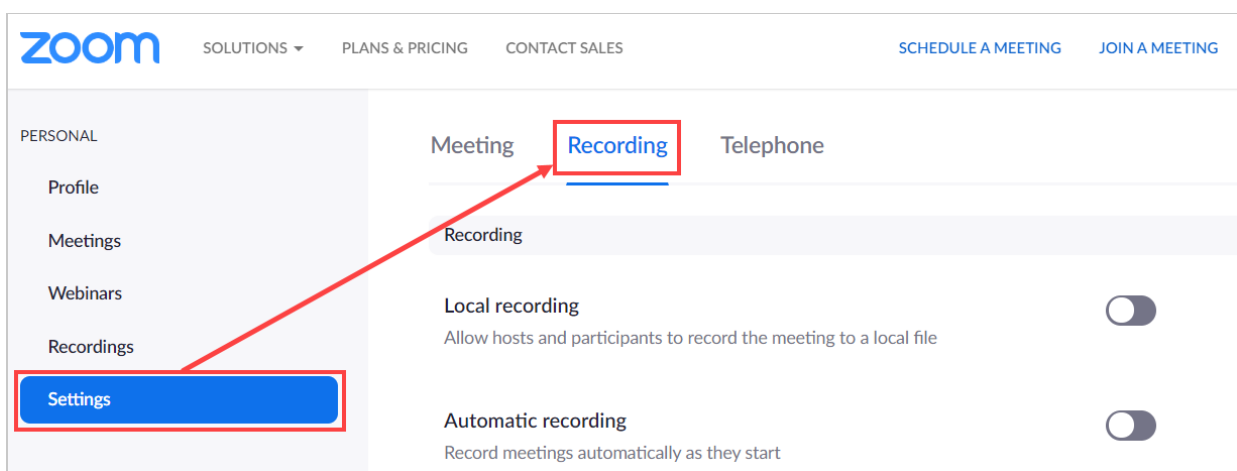 zoom SOLUTIONS PLANS & PRICING CONTACT SALES SCHEDULE A MEETING JOIN A MEETING
PERSONAL
Profile
Meetings
Webinars
Recordings
Settings
Meeting Recording Telephone
Recording
Local recording
Allow hosts and participants to record the meeting to a local file
Automatic recording
Record meetings automatically as they start